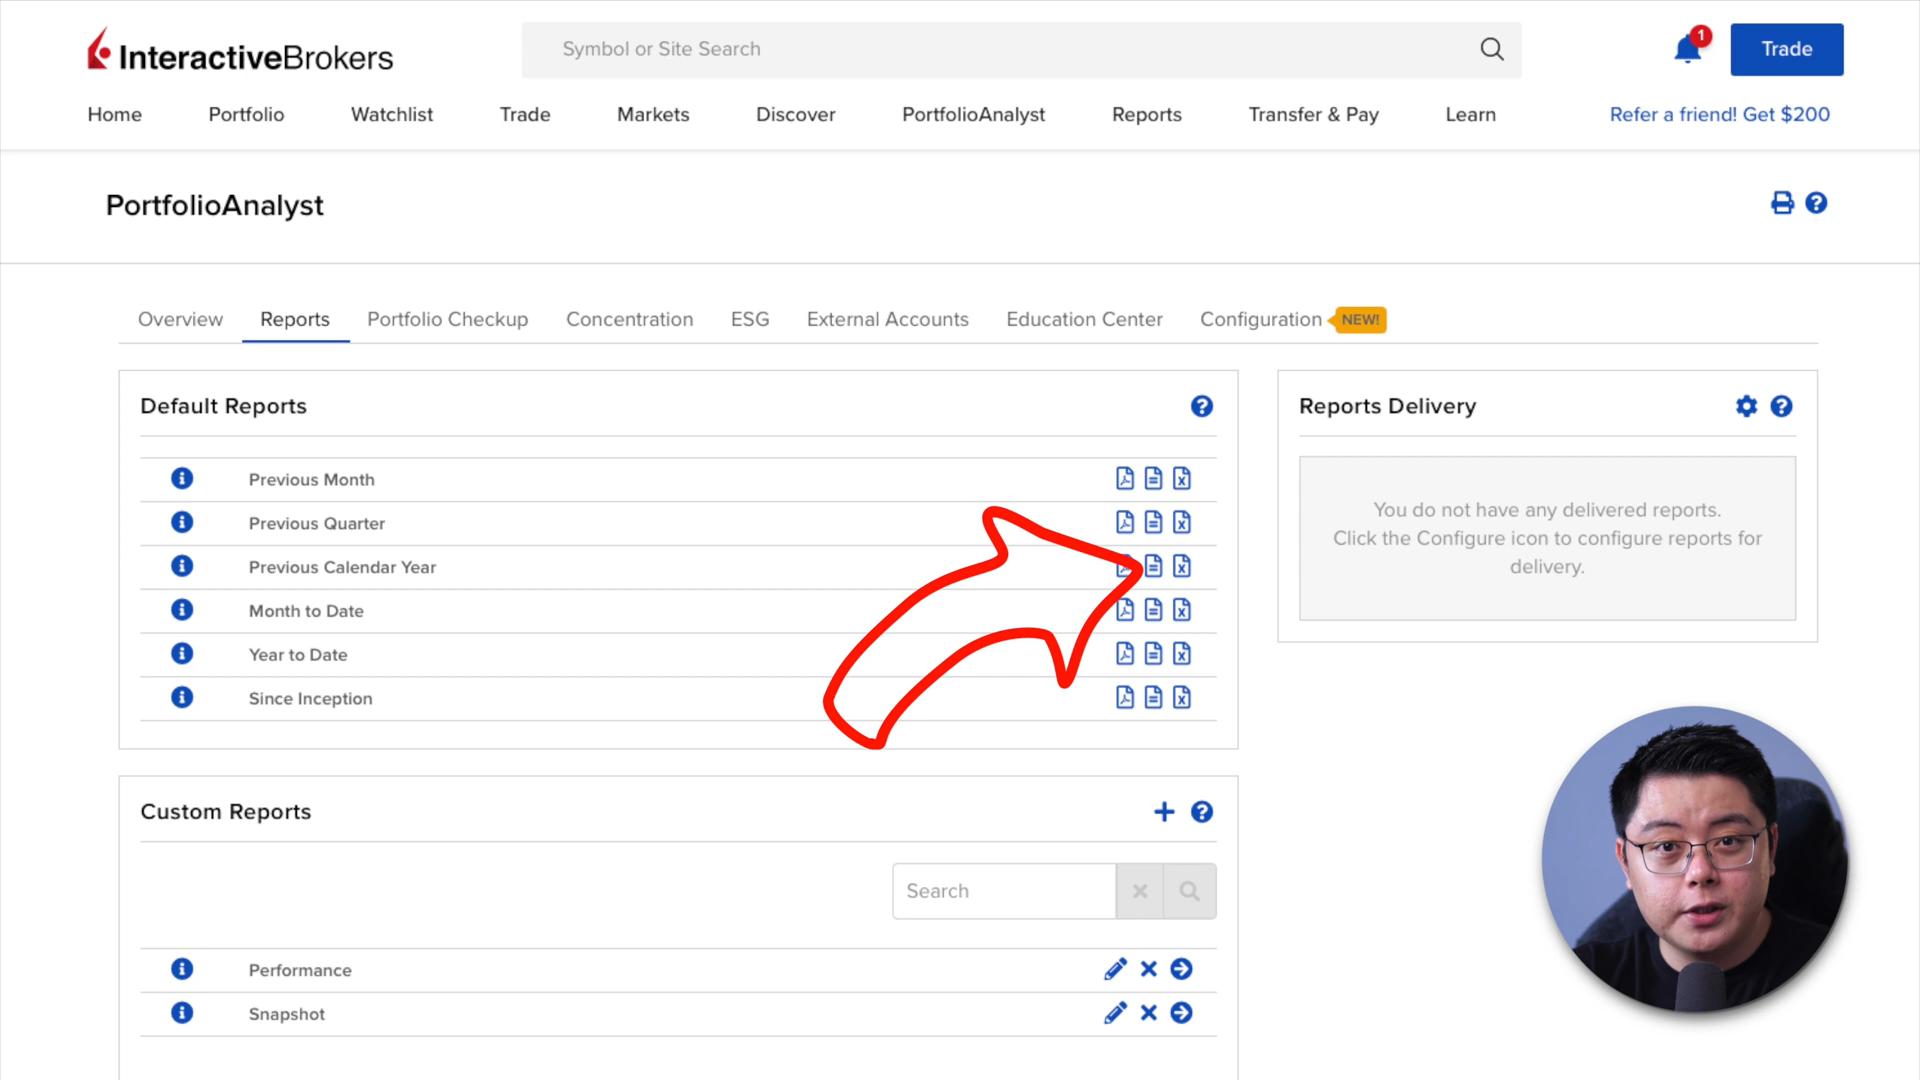 InteractiveBrokers
Symbol or Site Search
1
Trade
Home Portfolio Watchlist Trade Markets Discover PortfolioAnalyst Reports Transfer & Pay Learn Refer a friend! Get $200
PortfolioAnalyst
Overview Reports Portfolio Checkup Concentration ESG External Accounts Education Center Configuration NEW!
Default Reports
Previous Month
Previous Quarter
Previous Calendar Year
Month to Date
Year to Date
Since Inception
Reports Delivery
You do not have any delivered reports.
Click the Configure icon to configure reports for
delivery.
Custom Reports
Search
Performance
Snapshot